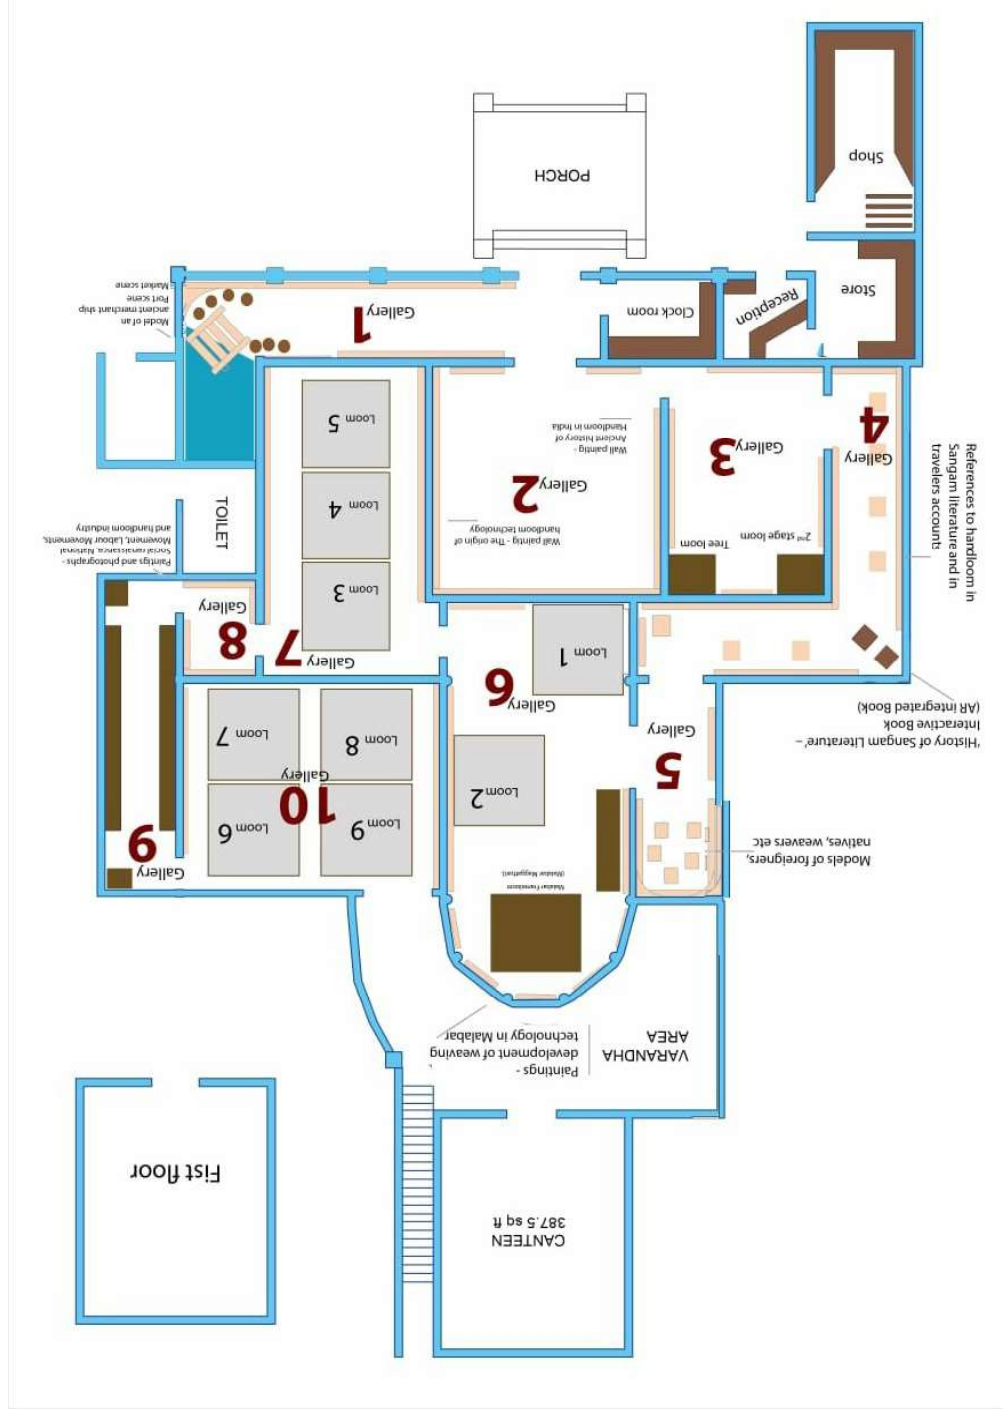 Fist floor
CANTEEN
387.5 sq ft
VARANDHA
AREA
Paintings -
development of weaving
technology in Malabar
Models of foreigners,
natives, weavers etc
'History of Sangam Literature' –
Interactive Book
(AR integrated Book)
References to handloom in
Sangam literature and in
travelers accounts
Gallery
9
Gallery
10
Loom 6
Loom 9
Loom 7
Loom 8
Malabar Frameloom
Loom 2
Gallery
5
Gallery
6
Loom 1
Gallery
7
Gallery
8
Loom 3
Loom 4
Loom 5
TOILET
Paintigs and photographs -
Social renaissance, National
Movement, Labour Movements,
and handloom industry
Wall paintig - The origin of
handloom technology
Gallery
2
Wall paintig -
Ancient history of
Handloom in India
2nd stage loom
Tree loom
Gallery
3
Gallery
4
Gallery
1
Model of an
ancient merchant ship
Port scene
Market scene
Clock room
Reception
Store
Shop
PORCH